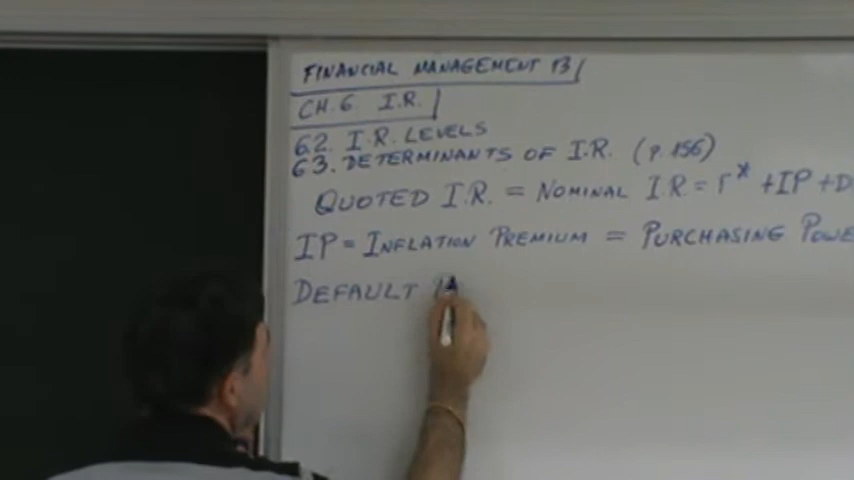 FINANCIAL MANAGEMENT B
CH.6 I.R.
6.2. I.R. LEVELS
6.3. DETERMINANTS OF I.R. (P. 156)
QUOTED I.R. = NOMINAL I.R. = r* + IP + D
IP = INFLATION PREMIUM = PURCHASING POWE
DEFAULT